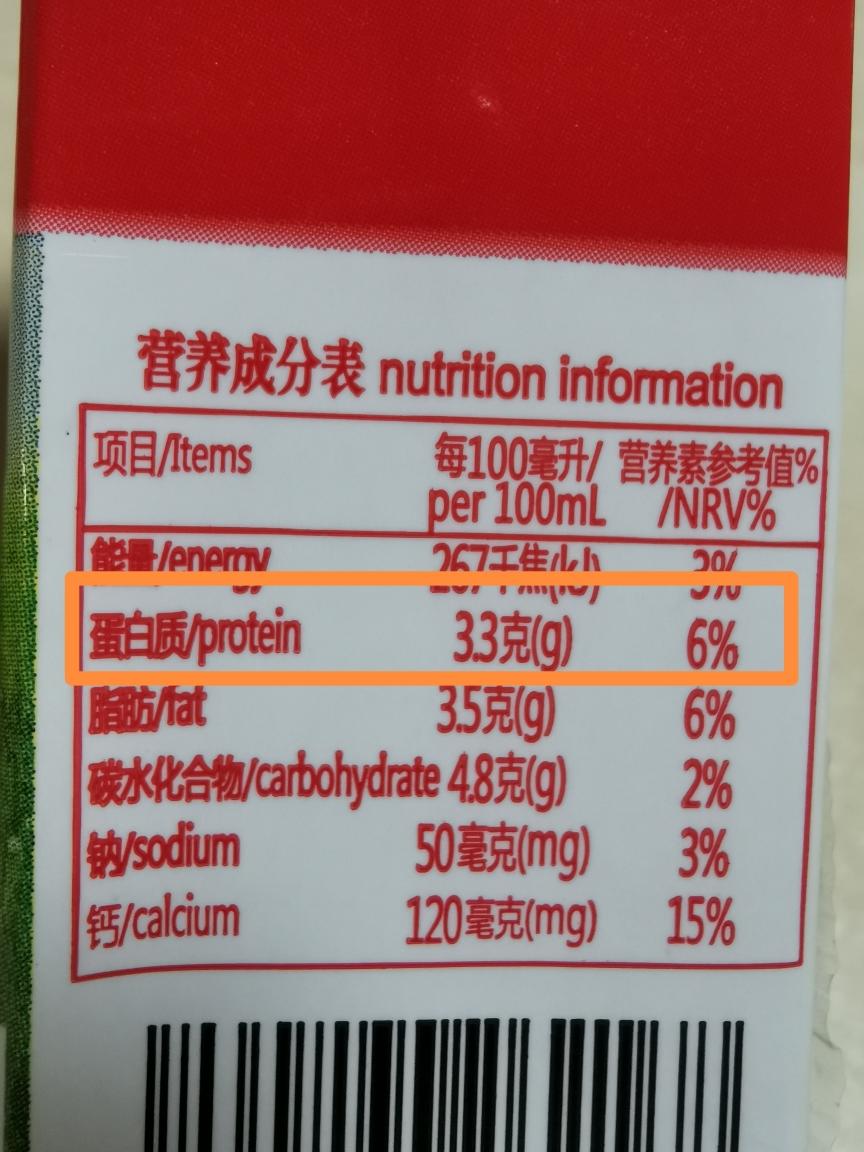 营养成分表 nutrition information
项目/Items 每100毫升/ 营养素参考值%
per 100mL /NRV%
能量/energy 267千焦(kJ) 3%
蛋白质/protein 3.3克(g) 6%
脂肪/fat 3.5克(g) 6%
碳水化合物/carbohydrate 4.8克(g) 2%
钠/sodium 50毫克(mg) 3%
钙/calcium 120毫克(mg) 15%